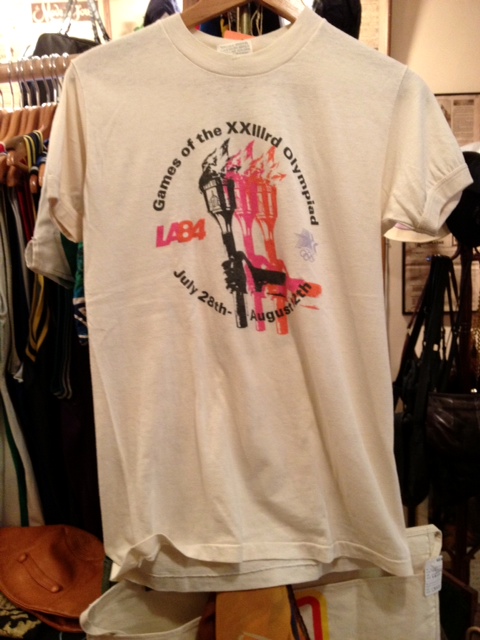 Games of the XXIIIrd Olympiad
LA84
July 28th-
August 12th